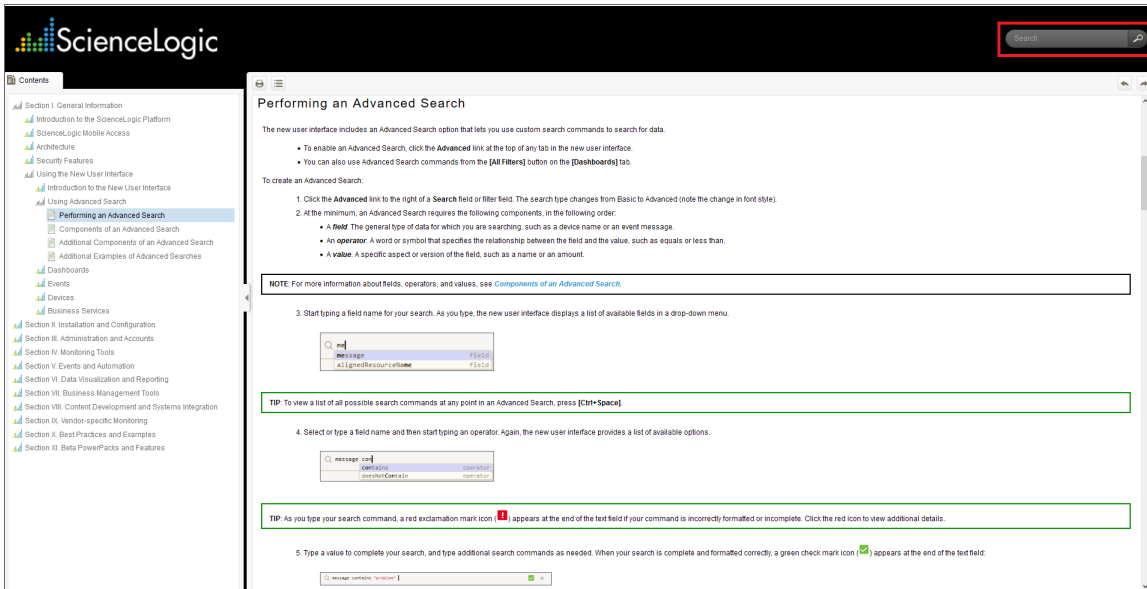 ScienceLogic
Search
Contents
Section I. General Information
Introduction to the ScienceLogic Platform
ScienceLogic Mobile Access
Architecture
Security Features
Using the New User Interface
Introduction to the New User Interface
Using Advanced Search
Performing an Advanced Search
Components of an Advanced Search
Additional Components of an Advanced Search
Additional Examples of Advanced Searches
Dashboards
Events
Devices
Business Services
Section II. Installation and Configuration
Section III. Administration and Accounts
Section IV. Monitoring Tools
Section V. Events and Automation
Section VI. Data Visualization and Reporting
Section VII. Business Management Tools
Section VIII. Content Development and Systems Integration
Section IX. Vendor-specific Monitoring
Section X. Best Practices and Examples
Section XI. Beta PowerPacks and Features
Performing an Advanced Search
The new user interface includes an Advanced Search option that lets you use custom search commands to search for data.
• To enable an Advanced Search, click the Advanced link at the top of any tab in the new user interface.
• You can also use Advanced Search commands from the [All Filters] button on the [Dashboards] tab.
To create an Advanced Search:
1. Click the Advanced link to the right of a Search field or filter field. The search type changes from Basic to Advanced (note the change in font style).
2. At the minimum, an Advanced Search requires the following components, in the following order:
• A field. The general type of data for which you are searching, such as a device name or an event message.
• An operator. A word or symbol that specifies the relationship between the field and the value, such as equals or less than.
• A value. A specific aspect or version of the field, such as a name or an amount.
NOTE: For more information about fields, operators, and values, see Components of an Advanced Search.
3. Start typing a field name for your search. As you type, the new user interface displays a list of available fields in a drop-down menu.
me
message field
alignedResourceName field
TIP: To view a list of all possible search commands at any point in an Advanced Search, press [Ctrl+Space].
4. Select or type a field name and then start typing an operator. Again, the new user interface provides a list of available options.
message con
contains operator
doesNotContain operator
TIP: As you type your search command, a red exclamation mark icon ( ! ) appears at the end of the text field if your command is incorrectly formatted or incomplete. Click the red icon to view additional details.
5. Type a value to complete your search, and type additional search commands as needed. When your search is complete and formatted correctly, a green check mark icon ( ) appears at the end of the text field:
message contains "problem"